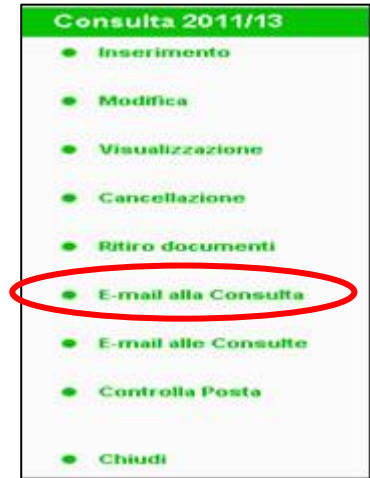 Consulta 2011/13
Inserimento
Modifica
Visualizzazione
Cancellazione
Ritiro documenti
E-mail alla Consulta
E-mail alle Consulte
Controlla Posta
Chiudi